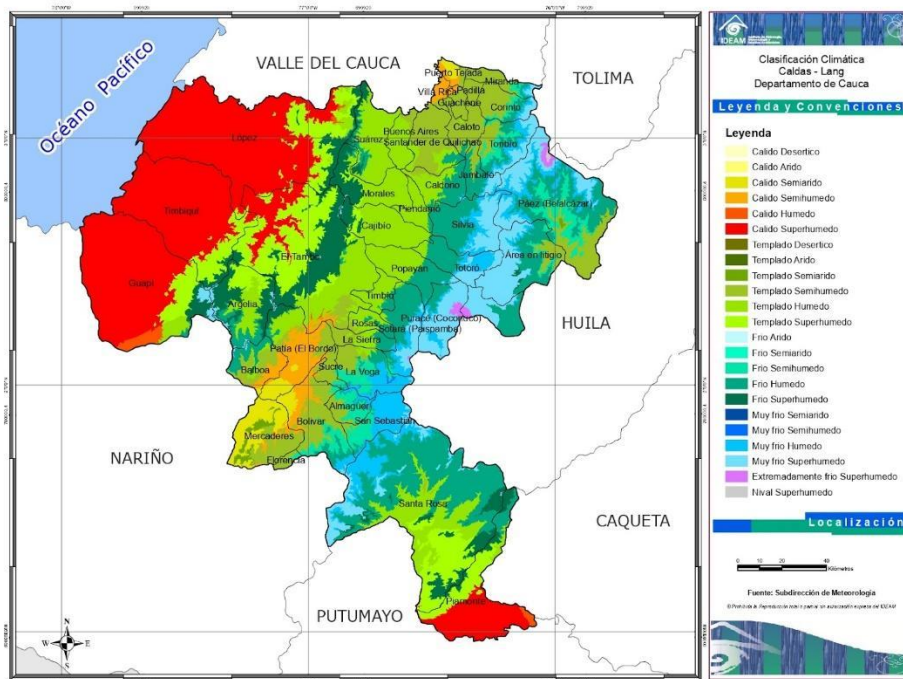 Océano Pacífico
VALLE DEL CAUCA
TOLIMA
HUILA
NARIÑO
CAQUETA
PUTUMAYO
Puerto Tejada
Miranda
Villa Rica
Padilla
Guachené
Corinto
López
Buenos Aires
Caloto
Suárez
Santander de Quilichao
Toribio
Jambaló
Caldono
Morales
Timbiquí
Piendamó
Páez (Belalcázar)
Silvia
Cajibío
El Tambo
Área en litigio
Popayán
Totoró
Guapi
Timbío
Argelia
Puracé (Coconuco)
Rosas
Sotará (Paispamba)
La Sierra
Patía (El Bordo)
Sucre
La Vega
Balboa
Almaguer
San Sebastián
Bolívar
Mercaderes
Florencia
Santa Rosa
Piamonte
N
W
E
S
IDEAM
Clasificación Climática
Caldas - Lang
Departamento de Cauca
Leyenda y Convenciones
Leyenda
Calido Desertico
Calido Arido
Calido Semiarido
Calido Semihumedo
Calido Humedo
Calido Superhumedo
Templado Desertico
Templado Arido
Templado Semiarido
Templado Semihumedo
Templado Humedo
Templado Superhumedo
Frio Arido
Frio Semiarido
Frio Semihumedo
Frio Humedo
Frio Superhumedo
Muy frio Semiarido
Muy frio Semihumedo
Muy frio Humedo
Muy frio Superhumedo
Extremadamente frio Superhumedo
Nival Superhumedo
Localización
0 10 20 40
Kilómetros
Fuente: Subdirección de Meteorología